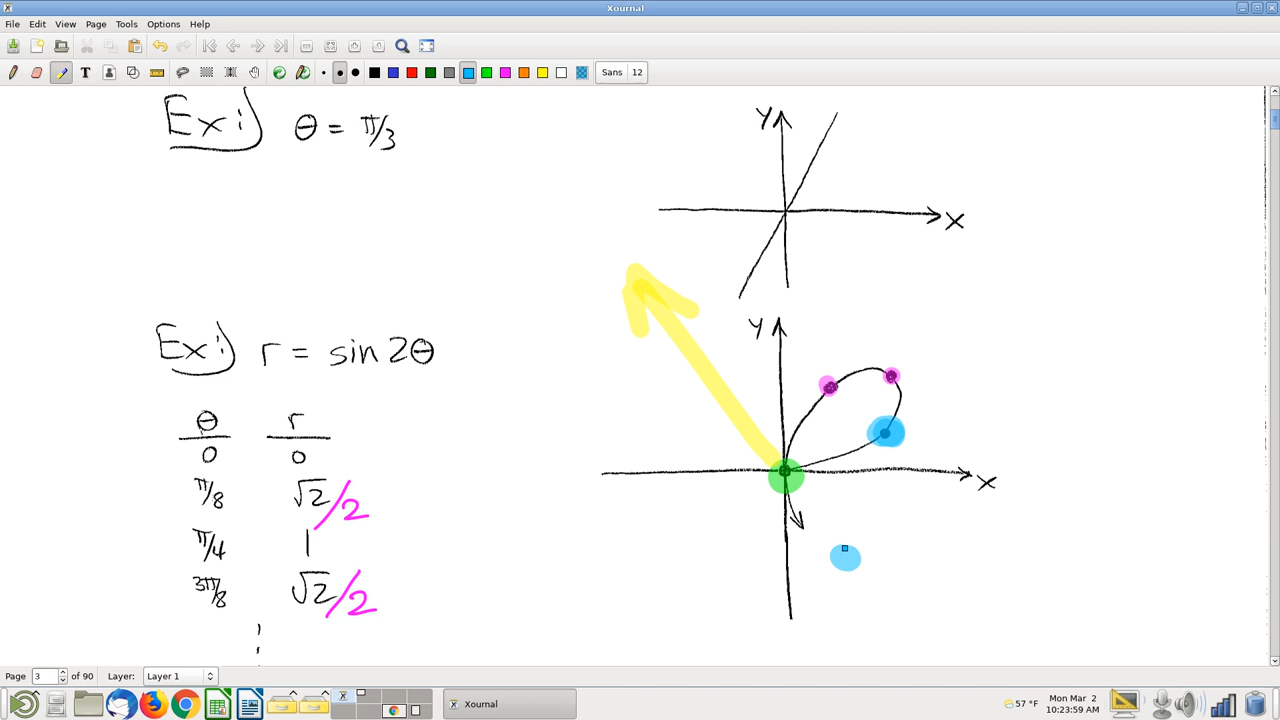 Xournal
File Edit View Page Tools Options Help
Sans 12
Ex:) θ = π/3
Y
X
Ex:) r = sin 2θ
Y
X
θ r
0 0
π/8 √2/2
π/4 1
3π/8 √2/2
⋮
Page 3 of 90 Layer: Layer 1
Xournal
57 °F
Mon Mar 2
10:23:59 AM